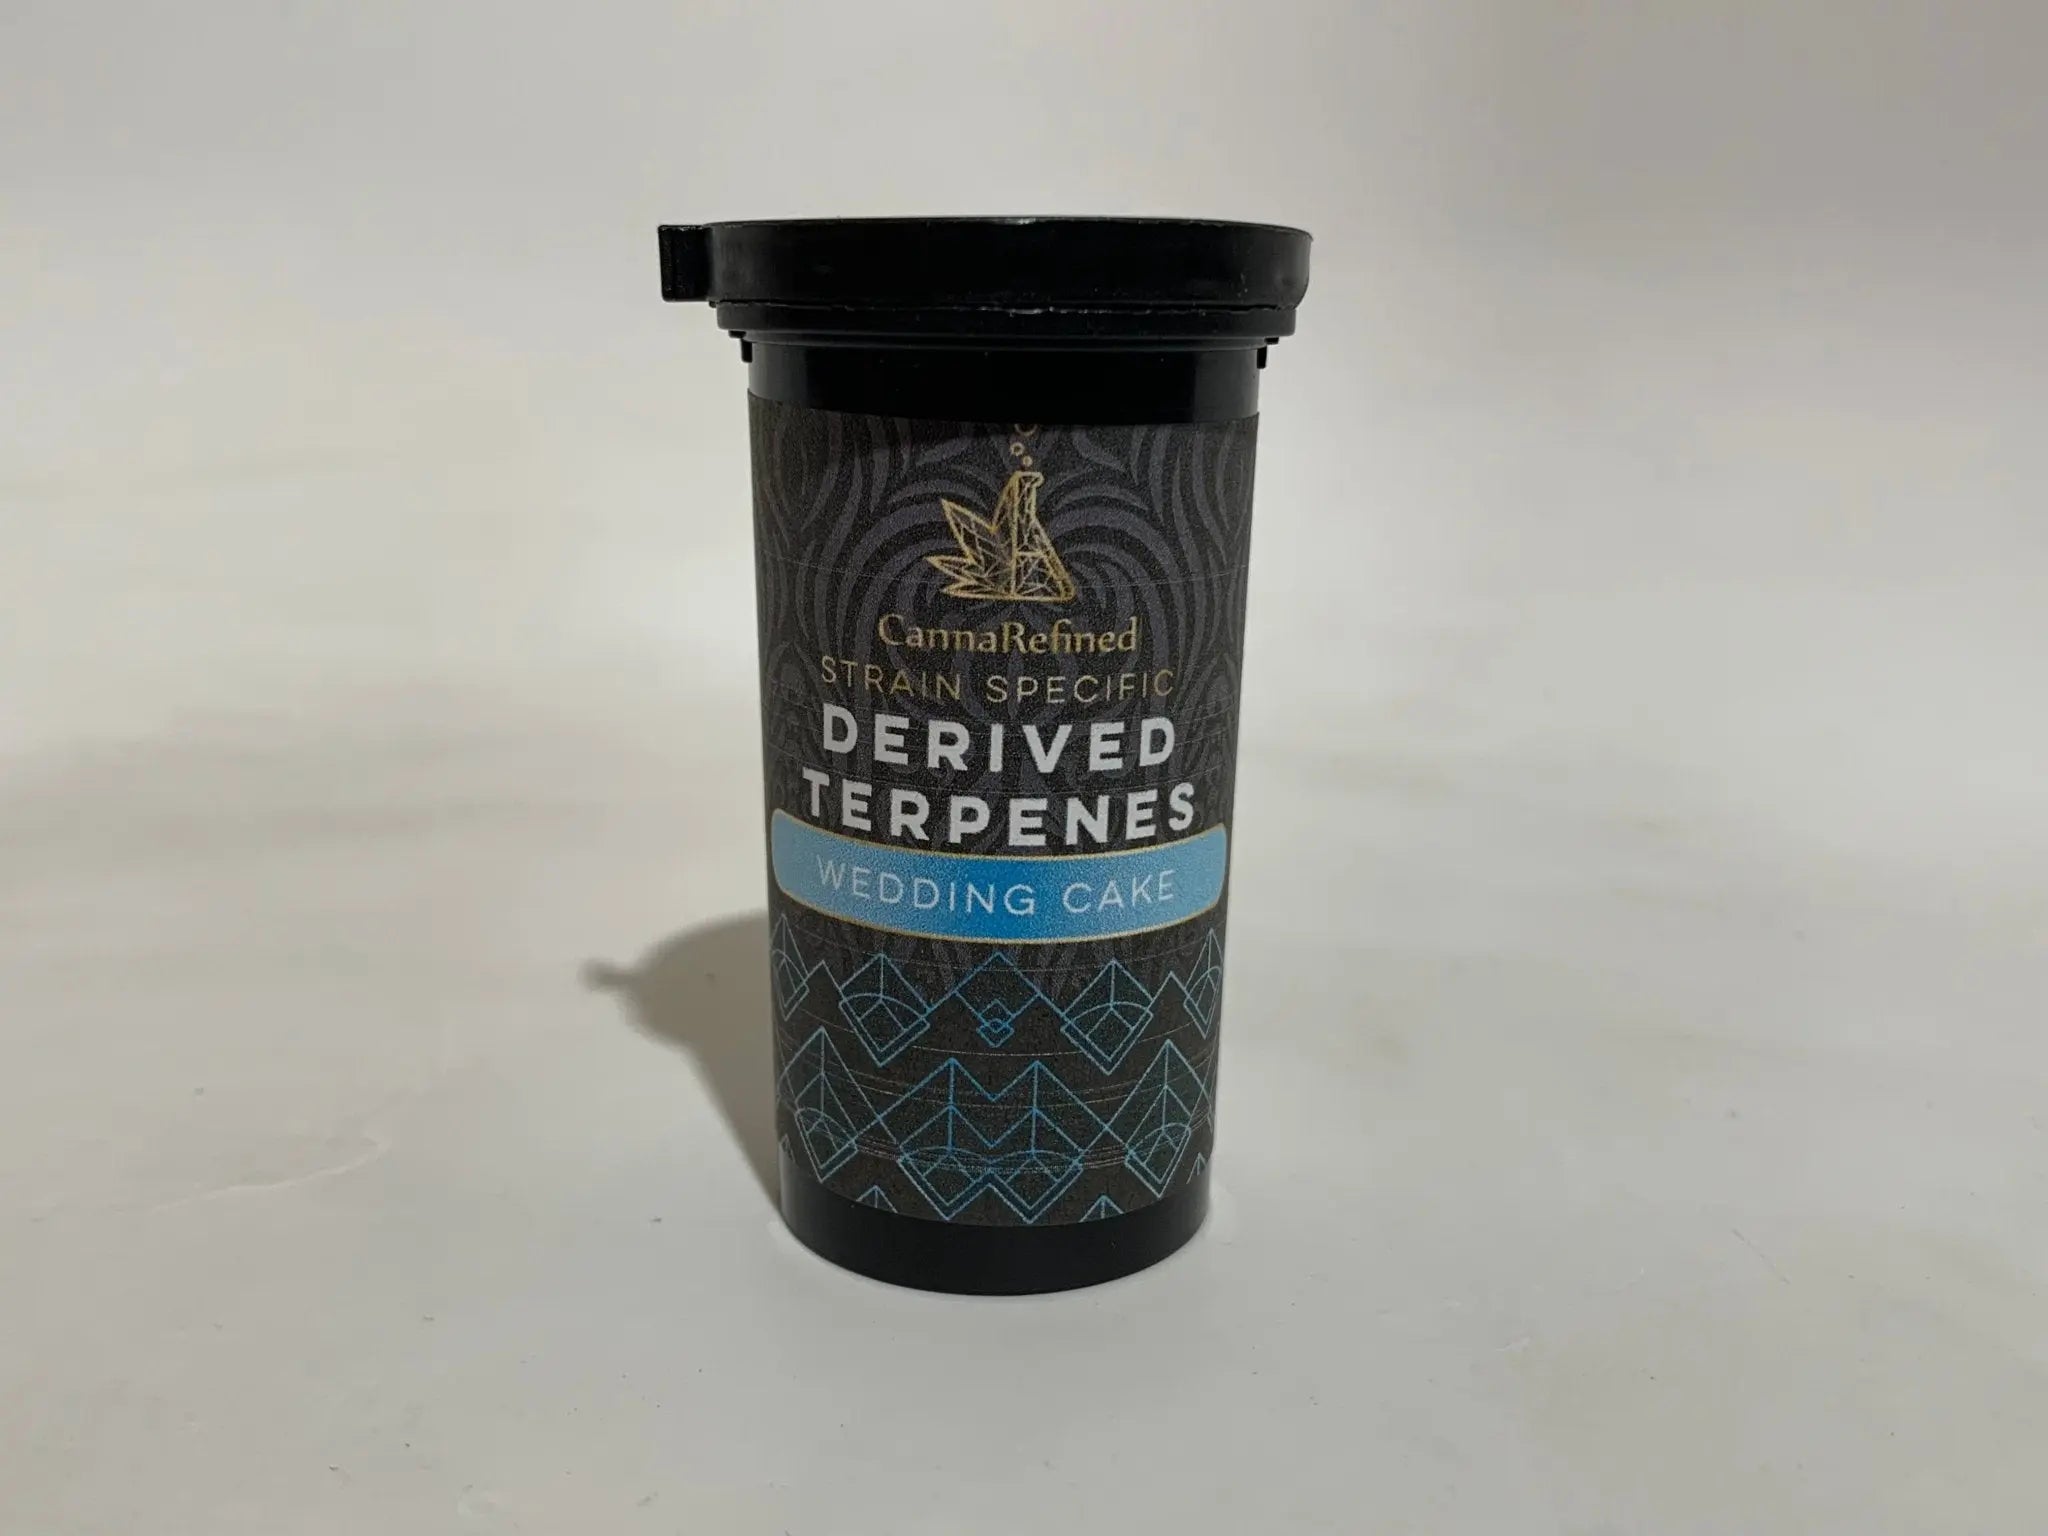 CannaRefined
STRAIN SPECIFIC
DERIVED
TERPENES
WEDDING CAKE